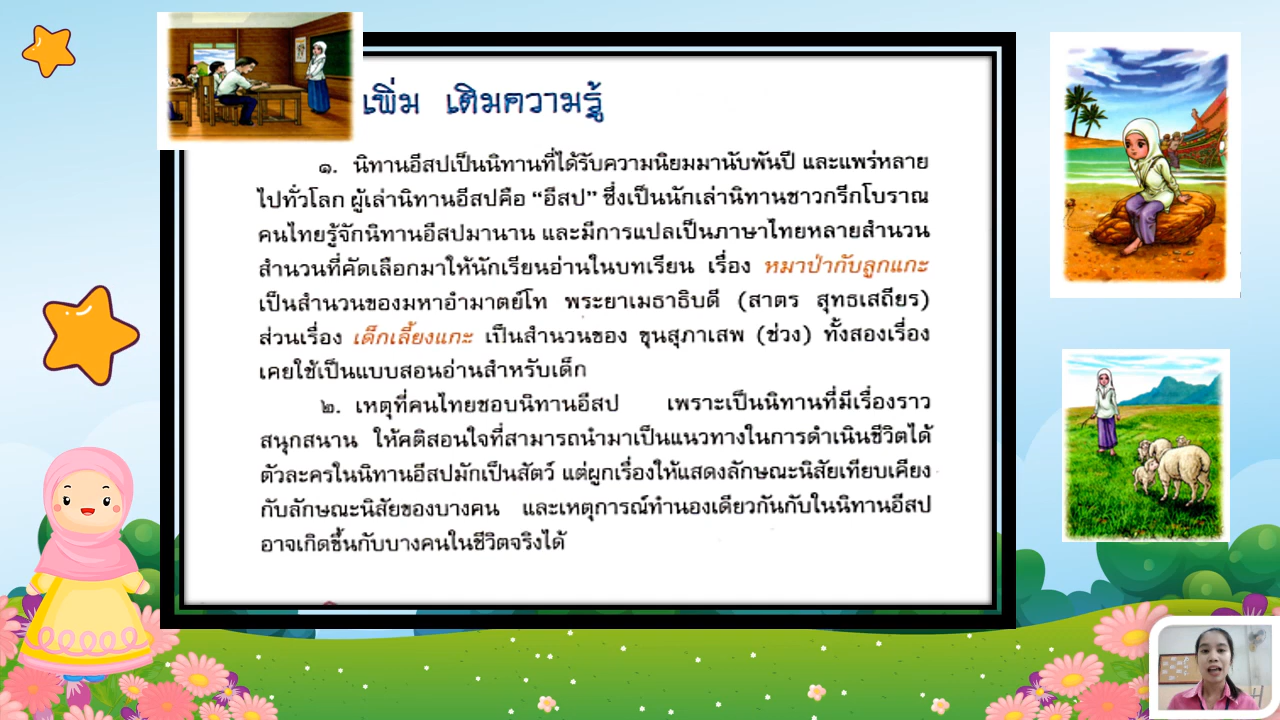 เพิ่ม เติมความรู้
๑. นิทานอีสปเป็นนิทานที่ได้รับความนิยมมานับพันปี และแพร่หลาย
ไปทั่วโลก ผู้เล่านิทานอีสปคือ “อีสป” ซึ่งเป็นนักเล่านิทานชาวกรีกโบราณ
คนไทยรู้จักนิทานอีสปมานาน และมีการแปลเป็นภาษาไทยหลายสำนวน
สำนวนที่คัดเลือกมาให้นักเรียนอ่านในบทเรียน เรื่อง หมาป่ากับลูกแกะ
เป็นสำนวนของมหาอำมาตย์โท พระยาเมธาธิบดี (สาตร สุทธเสถียร)
ส่วนเรื่อง เด็กเลี้ยงแกะ เป็นสำนวนของ ขุนสุภาเสพ (ช่วง) ทั้งสองเรื่อง
เคยใช้เป็นแบบสอนอ่านสำหรับเด็ก
๒. เหตุที่คนไทยชอบนิทานอีสป เพราะเป็นนิทานที่มีเรื่องราว
สนุกสนาน ให้คติสอนใจที่สามารถนำมาเป็นแนวทางในการดำเนินชีวิตได้
ตัวละครในนิทานอีสปมักเป็นสัตว์ แต่ผูกเรื่องให้แสดงลักษณะนิสัยเทียบเคียง
กับลักษณะนิสัยของบางคน และเหตุการณ์ทำนองเดียวกันกับในนิทานอีสป
อาจเกิดขึ้นกับบางคนในชีวิตจริงได้